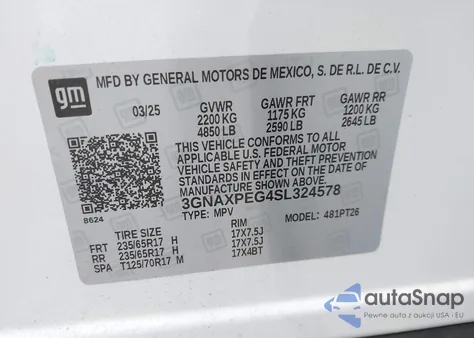 gm
MFD BY GENERAL MOTORS DE MEXICO, S. DE R.L. DE C.V.
03/25 GVWR GAWR FRT GAWR RR
2200 KG 1175 KG 1200 KG
4850 LB 2590 LB 2645 LB
THIS VEHICLE CONFORMS TO ALL
APPLICABLE U.S. FEDERAL MOTOR
VEHICLE SAFETY AND THEFT
PREVENTION STANDARDS IN EFFECT
ON THE DATE OF MANUFACTURE
SHOWN ABOVE.
3GNAXPEG4SL324578
8624 TYPE: MPV MODEL: 481PT26
TIRE SIZE RIM
FRT 235/65R17 H 17X7.5J
RR 235/65R17 H 17X7.5J
SPA T125/70R17 M 17X4BT
autoSnap
Pewne auta z USA i EU